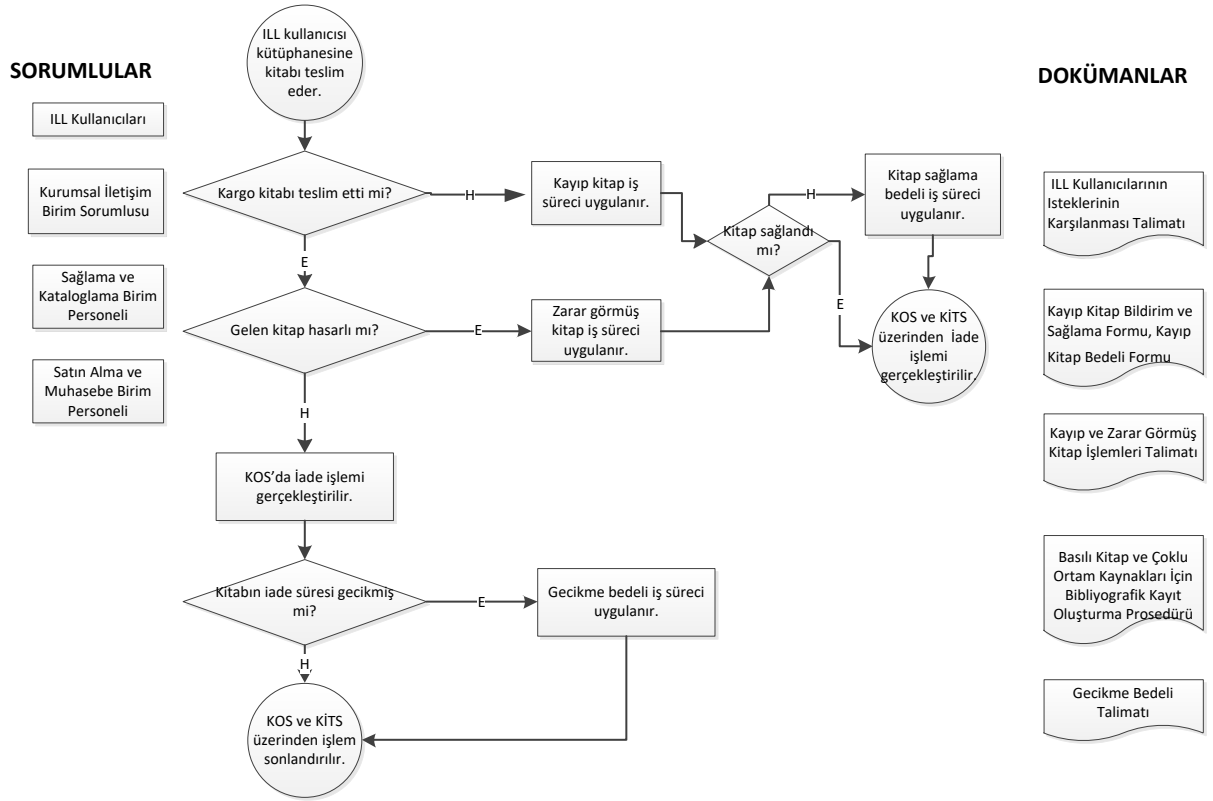 SORUMLULAR
ILL Kullanıcıları
Kurumsal İletişim
Birim Sorumlusu
Sağlama ve
Kataloglama Birim
Personeli
Satın Alma ve
Muhasebe Birim
Personeli
ILL kullanıcısı
kütüphanesine
kitabı teslim
eder.
Kargo kitabı teslim etti mi?
H
Kayıp kitap iş
süreci uygulanır.
Kitap sağlandı
mı?
H
Kitap sağlama
bedeli iş süreci
uygulanır.
E
E
Gelen kitap hasarlı mı?
E
Zarar görmüş
kitap iş süreci
uygulanır.
KOS ve KİTS
üzerinden İade
işlemi
gerçekleştirilir.
H
KOS’da İade işlemi
gerçekleştirilir.
Kitabın iade süresi gecikmiş
mi?
E
Gecikme bedeli iş süreci
uygulanır.
H
KOS ve KİTS
üzerinden işlem
sonlandırılır.
DOKÜMANLAR
ILL Kullanıcılarının
Isteklerinin
Karşılanması Talimatı
Kayıp Kitap Bildirim ve
Sağlama Formu, Kayıp
Kitap Bedeli Formu
Kayıp ve Zarar Görmüş
Kitap İşlemleri Talimatı
Basılı Kitap ve Çoklu
Ortam Kaynakları İçin
Bibliyografik Kayıt
Oluşturma Prosedürü
Gecikme Bedeli
Talimatı